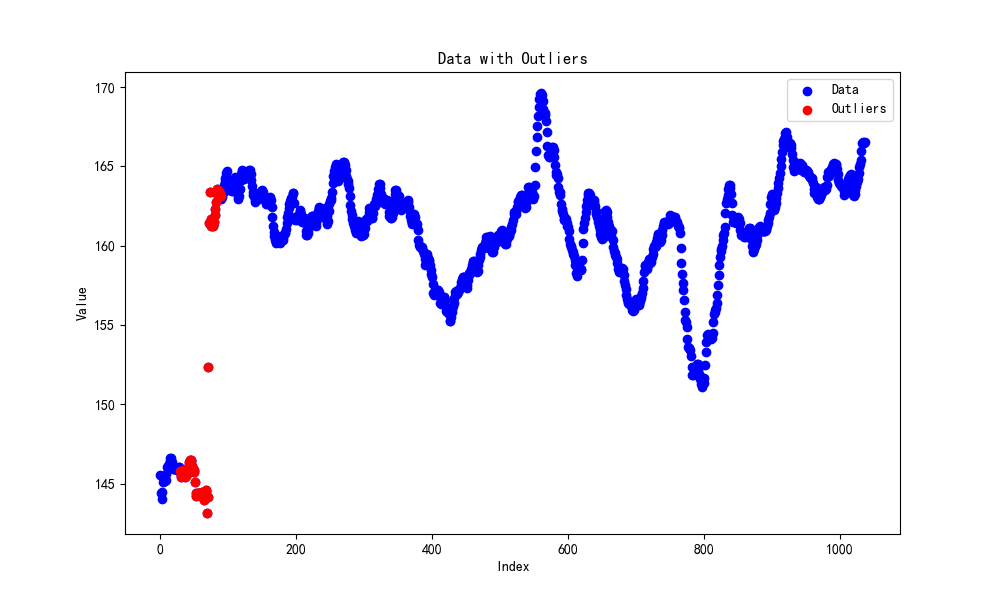 Data with Outliers
Data
Outliers
170
165
160
155
150
145
Value
0 200 400 600 800 1000
Index